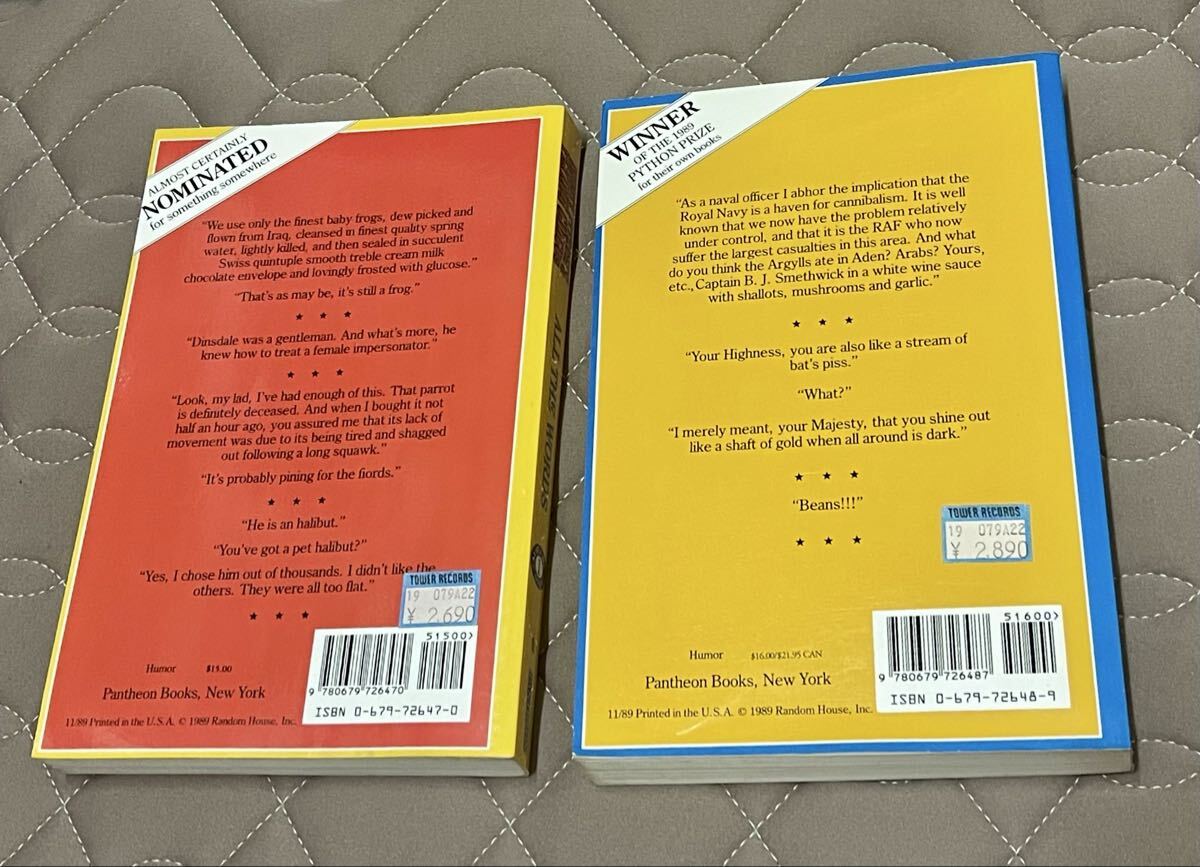 ALMOST CERTAINLY
NOMINATED
for something somewhere
"We use only the finest baby frogs, dew picked and
flown from Iraq, cleansed in finest quality spring
water, lightly killed, and then sealed in succulent
Swiss quintuple smooth treble cream milk
chocolate envelope and lovingly frosted with glucose."
"That's as may be, it's still a frog."
★ ★ ★
"Dinsdale was a gentleman. And what's more, he
knew how to treat a female impersonator."
★ ★ ★
"Look, my lad, I've had enough of this. That parrot
is definitely deceased. And when I bought it not
half an hour ago, you assured me that its lack of
movement was due to its being tired and shagged
out following a long squawk."
"It's probably pining for the fiords."
★ ★ ★
"He is an halibut."
"You've got a pet halibut?"
"Yes, I chose him out of thousands. I didn't like the
others. They were all too flat."
★ ★ ★
TOWER RECORDS
19 079A22
¥ 2,690
51500>
9 780679 726470
ISBN 0-679-72647-0
Humor $15.00
Pantheon Books, New York
11/89 Printed in the U.S.A. © 1989 Random House, Inc.
ALL THE WORDS
WINNER
OF THE 1989
PYTHON PRIZE
for their own books
"As a naval officer I abhor the implication that the
Royal Navy is a haven for cannibalism. It is well
known that we now have the problem relatively
under control, and that it is the RAF who now
suffer the largest casualties in this area. And what
do you think the Argylls ate in Aden? Arabs? Yours,
etc., Captain B. J. Smethwick in a white wine sauce
with shallots, mushrooms and garlic."
★ ★ ★
"Your Highness, you are also like a stream of
bat's piss."
"What?"
"I merely meant, your Majesty, that you shine out
like a shaft of gold when all around is dark."
★ ★ ★
"Beans!!!"
★ ★ ★
TOWER RECORDS
19 079A22
¥ 2,890
51600>
9 780679 726487
ISBN 0-679-72648-9
Humor $16.00/$21.95 CAN
Pantheon Books, New York
11/89 Printed in the U.S.A. © 1989 Random House, Inc.